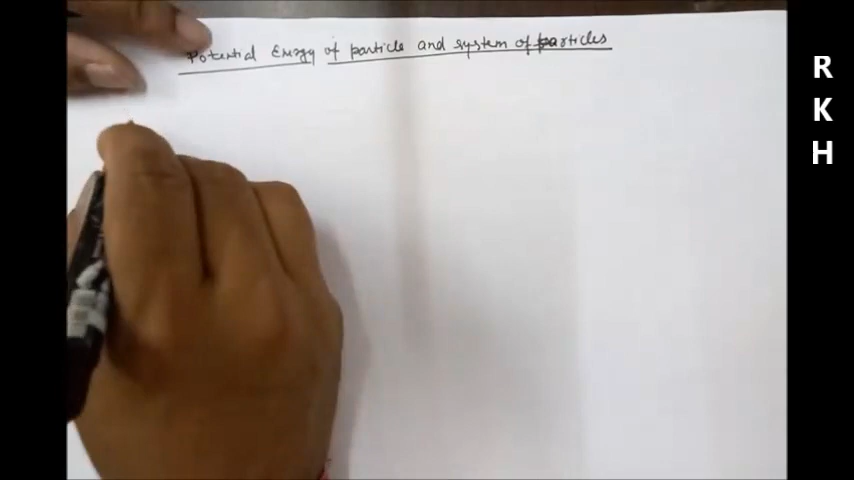 Potential Energy of particle and system of particles
R
K
H